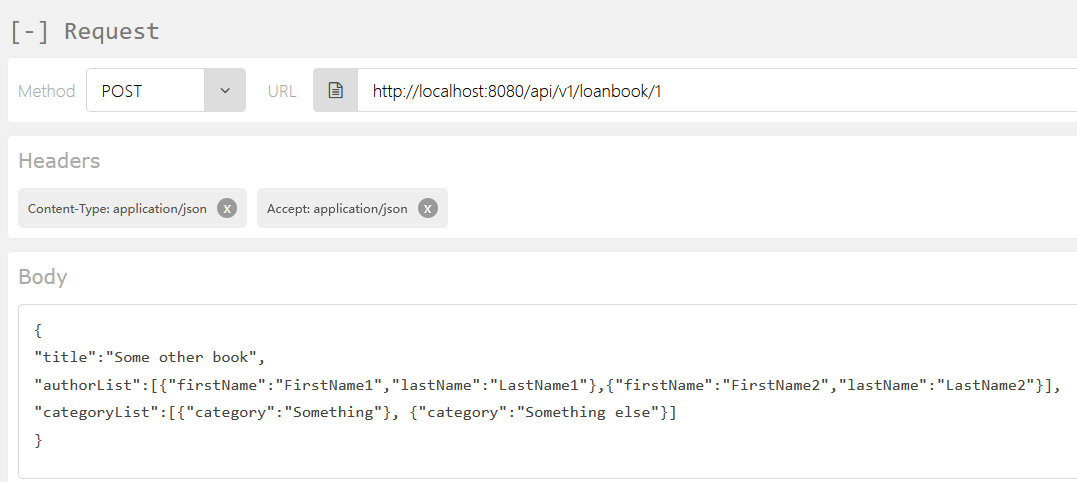 [-] Request
Method POST URL http://localhost:8080/api/v1/loanbook/1
Headers
Content-Type: application/json x Accept: application/json x
Body
{
"title":"Some other book",
"authorList":[{"firstName":"FirstName1","lastName":"LastName1"},{"firstName":"FirstName2","lastName":"LastName2"}],
"categoryList":[{"category":"Something"}, {"category":"Something else"}]
}